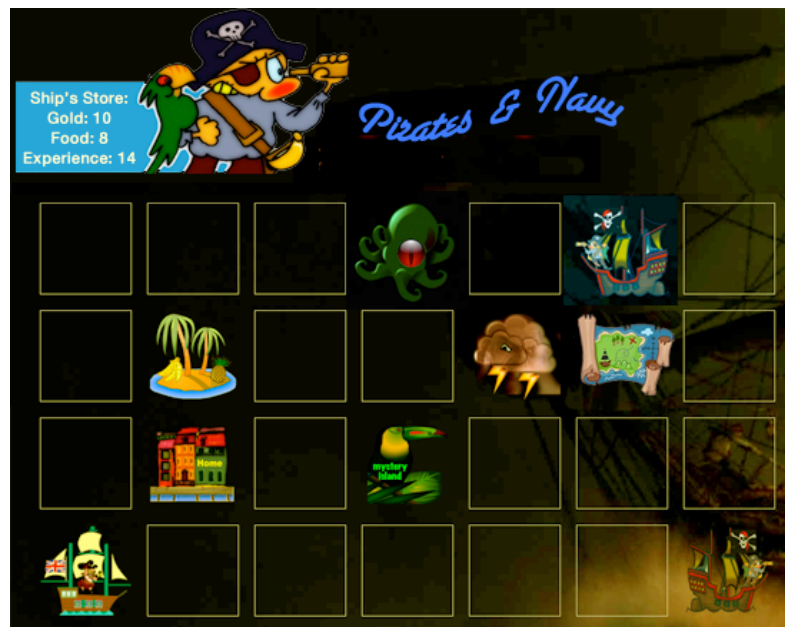 Ship's Store:
Gold: 10
Food: 8
Experience: 14
Pirates & Navy
Home
mystery
island